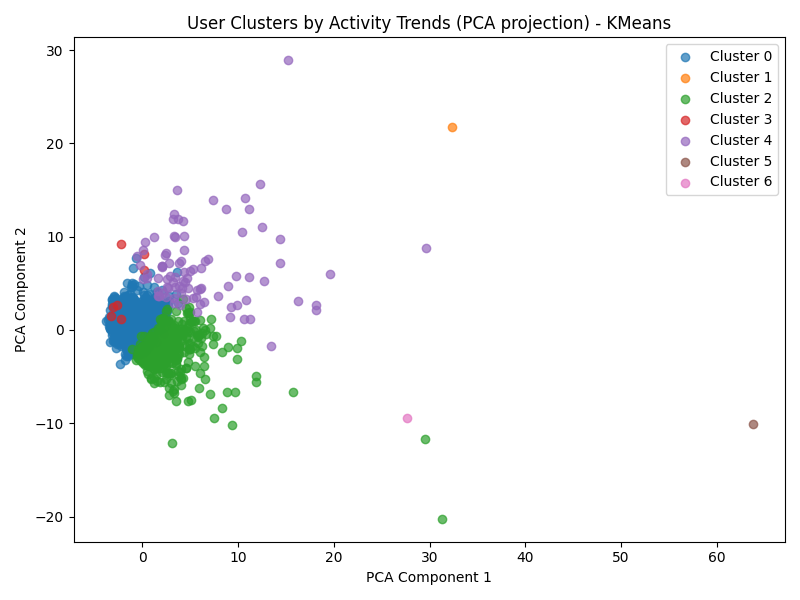 User Clusters by Activity Trends (PCA projection) - KMeans
30
20
10
0
−10
−20
PCA Component 2
0
10
20
30
40
50
60
PCA Component 1
Cluster 0
Cluster 1
Cluster 2
Cluster 3
Cluster 4
Cluster 5
Cluster 6